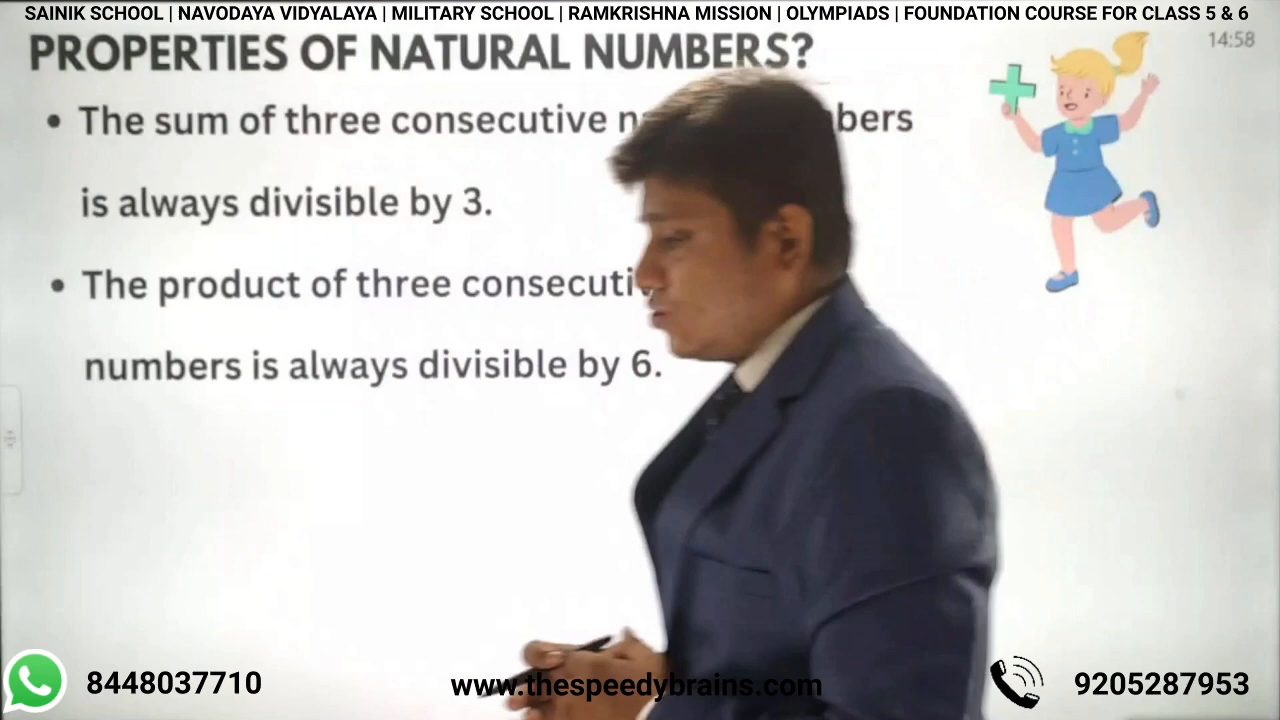 SAINIK SCHOOL | NAVODAYA VIDYALAYA | MILITARY SCHOOL | RAMKRISHNA MISSION | OLYMPIADS | FOUNDATION COURSE FOR CLASS 5 & 6
14:58
PROPERTIES OF NATURAL NUMBERS?
• The sum of three consecutive
is always divisible by 3.
• The product of three
numbers is always divisible by 6.
8448037710
www.thespeedybrains.com
9205287953